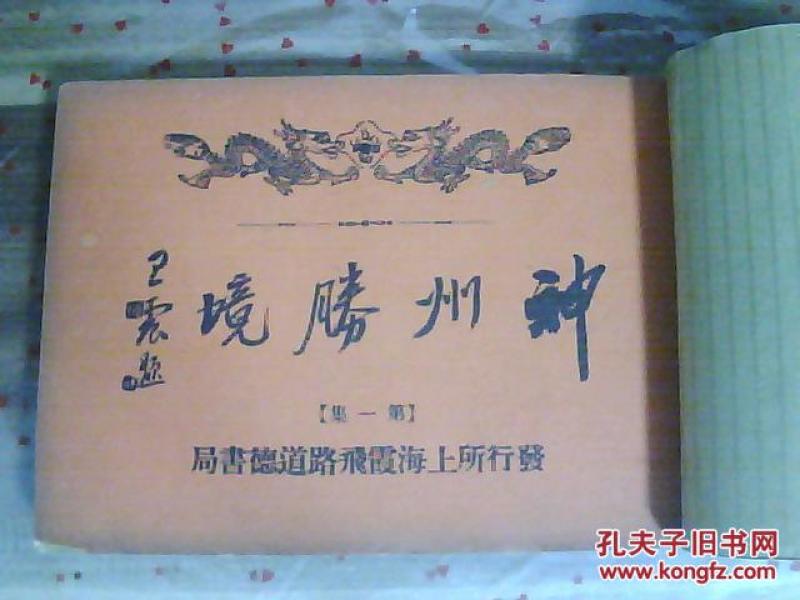 神州勝境
王震題
【第一集】
發行所上海霞飛路道德書局
孔夫子旧书网
www.kongfz.com